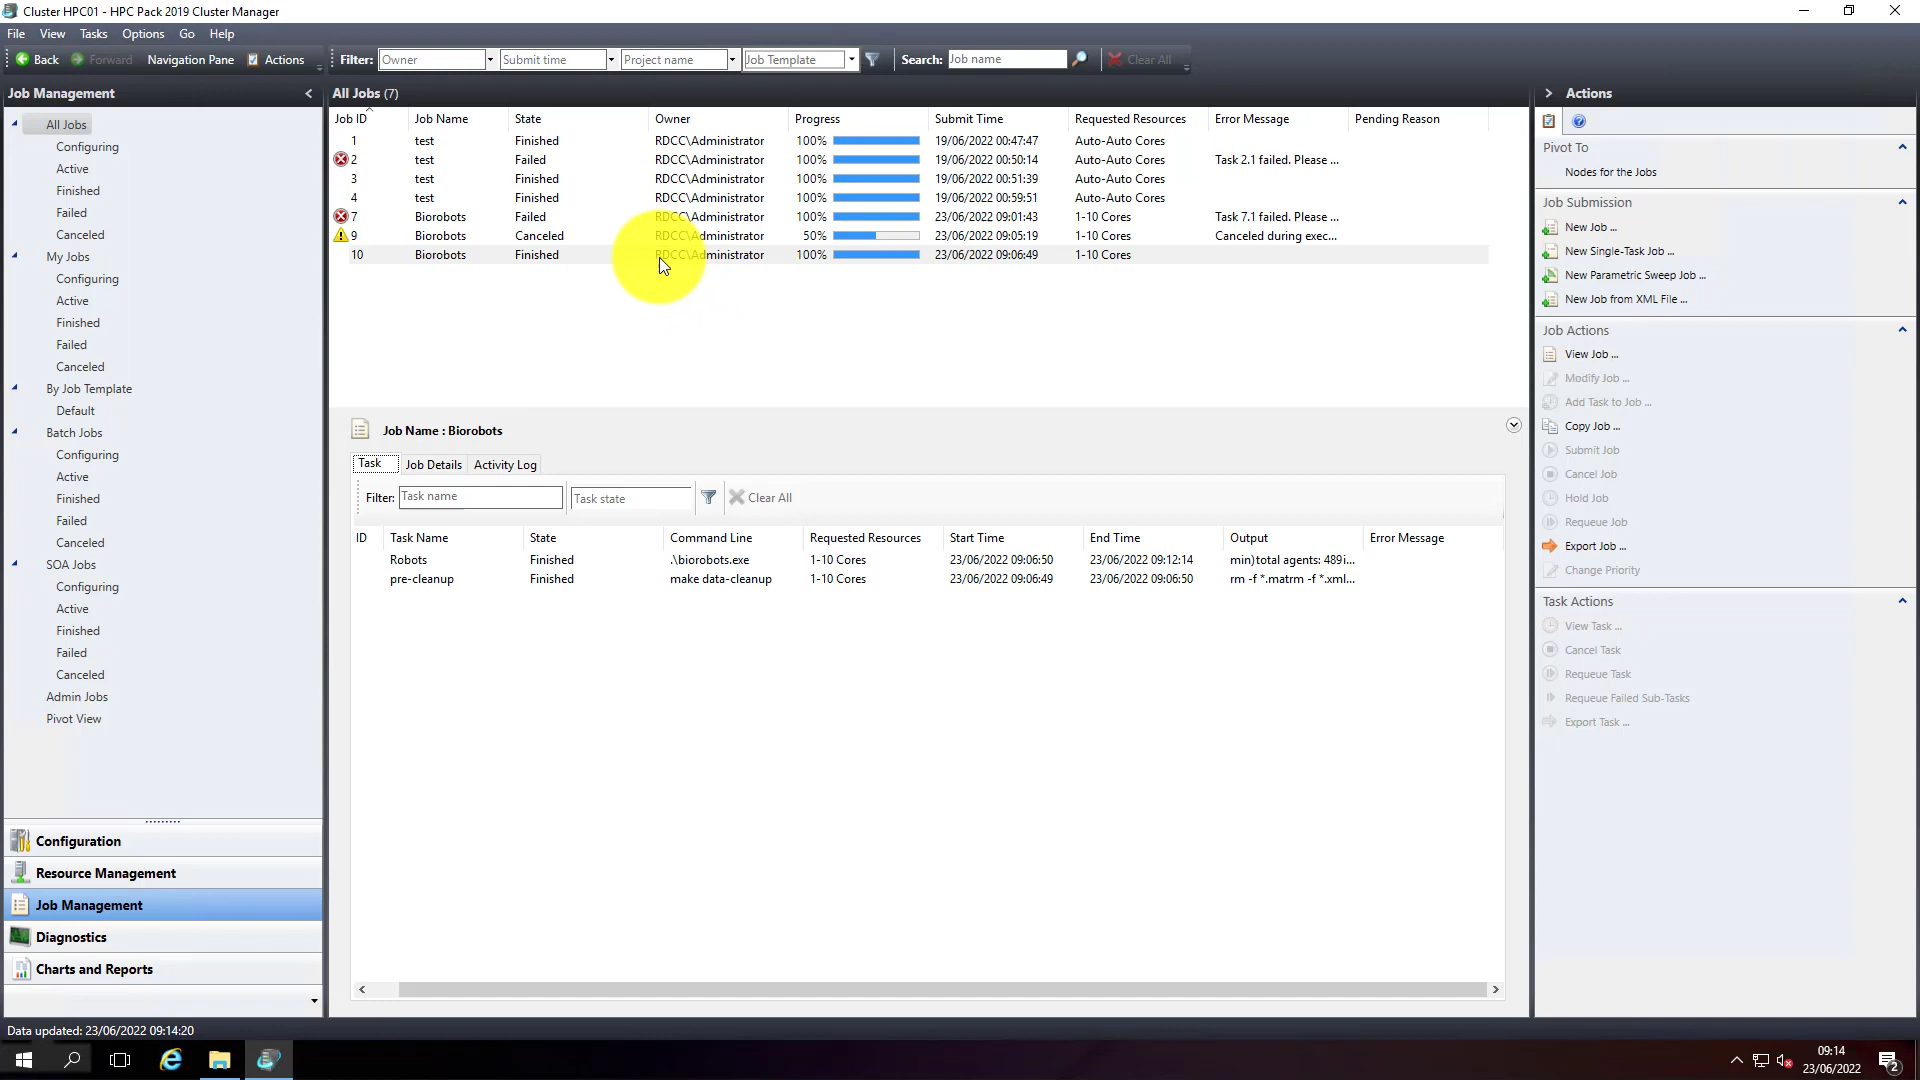 Cluster HPC01 - HPC Pack 2019 Cluster Manager
File View Tasks Options Go Help
Back Forward Navigation Pane Actions Filter: Owner Submit time Project name Job Template Search: Job name Clear All
Job Management
All Jobs
Configuring
Active
Finished
Failed
Canceled
My Jobs
Configuring
Active
Finished
Failed
Canceled
By Job Template
Default
Batch Jobs
Configuring
Active
Finished
Failed
Canceled
SOA Jobs
Configuring
Active
Finished
Failed
Canceled
Admin Jobs
Pivot View
Configuration
Resource Management
Job Management
Diagnostics
Charts and Reports
All Jobs (7)
Job ID Job Name State Owner Progress Submit Time Requested Resources Error Message Pending Reason
1 test Finished RDCC\Administrator 100% 19/06/2022 00:47:47 Auto-Auto Cores
2 test Failed RDCC\Administrator 100% 19/06/2022 00:50:14 Auto-Auto Cores Task 2.1 failed. Please ...
3 test Finished RDCC\Administrator 100% 19/06/2022 00:51:39 Auto-Auto Cores
4 test Finished RDCC\Administrator 100% 19/06/2022 00:59:51 Auto-Auto Cores
7 Biorobots Failed RDCC\Administrator 100% 23/06/2022 09:01:43 1-10 Cores Task 7.1 failed. Please ...
9 Biorobots Canceled RDCC\Administrator 50% 23/06/2022 09:05:19 1-10 Cores Canceled during exec...
10 Biorobots Finished RDCC\Administrator 100% 23/06/2022 09:06:49 1-10 Cores
Job Name : Biorobots
Task Job Details Activity Log
Filter: Task name Task state Clear All
ID Task Name State Command Line Requested Resources Start Time End Time Output Error Message
Robots Finished .\biorobots.exe 1-10 Cores 23/06/2022 09:06:50 23/06/2022 09:12:14 min)total agents: 489i...
pre-cleanup Finished make data-cleanup 1-10 Cores 23/06/2022 09:06:49 23/06/2022 09:06:50 rm -f *.matrm -f *.xml...
Actions
Pivot To
Nodes for the Jobs
Job Submission
New Job ...
New Single-Task Job ...
New Parametric Sweep Job ...
New Job from XML File ...
Job Actions
View Job ...
Modify Job ...
Add Task to Job ...
Copy Job ...
Submit Job
Cancel Job
Hold Job
Requeue Job
Export Job ...
Change Priority
Task Actions
View Task ...
Cancel Task
Requeue Task
Requeue Failed Sub-Tasks
Export Task ...
Data updated: 23/06/2022 09:14:20
09:14
23/06/2022
2